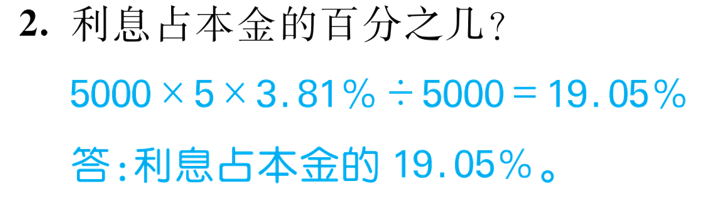 2. 利息占本金的百分之几?
5000×5×3.81%÷5000=19.05%
答:利息占本金的 19.05%。